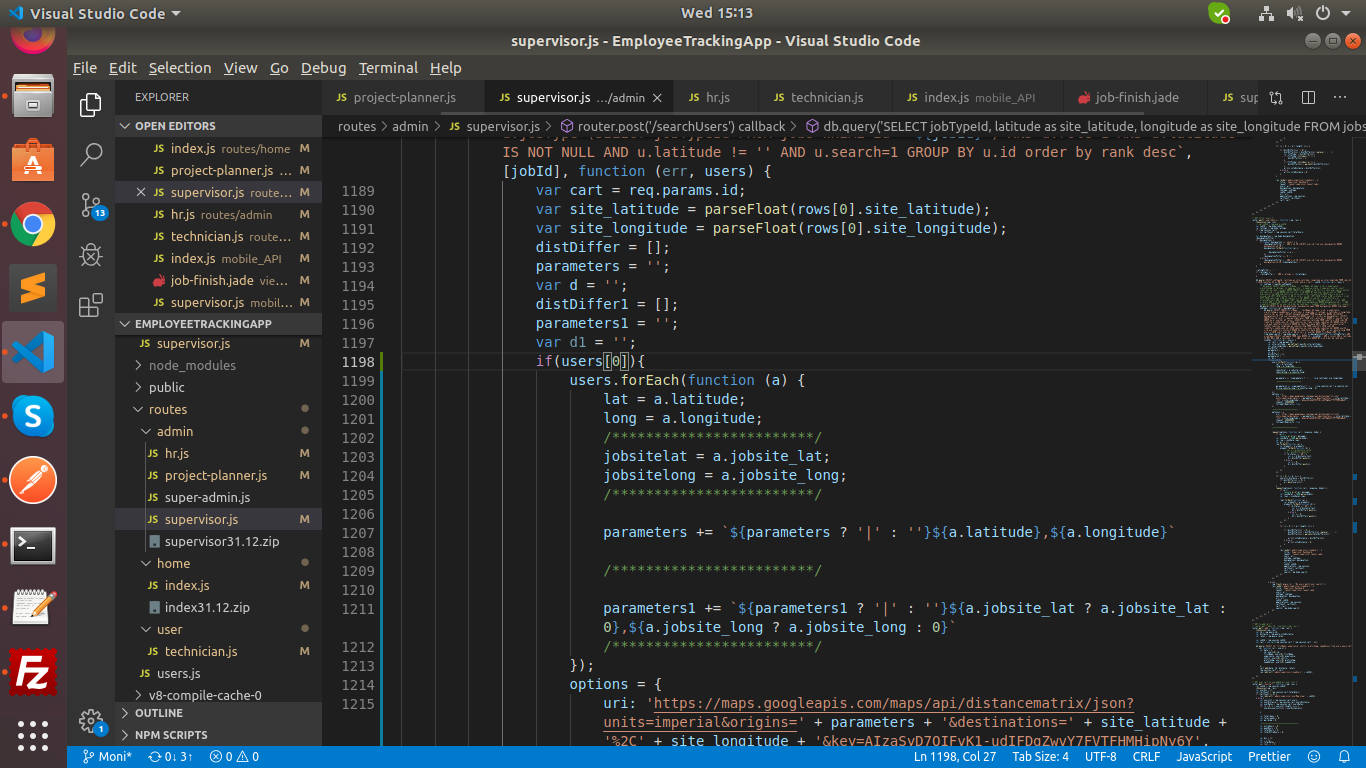 Visual Studio Code
Wed 15:13
supervisor.js - EmployeeTrackingApp - Visual Studio Code
File Edit Selection View Go Debug Terminal Help
EXPLORER
JS project-planner.js
JS supervisor.js .../admin
JS hr.js
JS technician.js
JS index.js mobile_API
job-finish.jade
JS sup
OPEN EDITORS
JS index.js routes/home M
JS project-planner.js ... M
JS supervisor.js route... M
JS hr.js routes/admin M
JS technician.js route... M
JS index.js mobile_API M
job-finish.jade vie... M
JS supervisor.js mobil... M
EMPLOYEETRACKINGAPP
supervisor.js M
node_modules
public
routes
admin
JS hr.js M
JS project-planner.js M
JS super-admin.js
JS supervisor.js M
supervisor31.12.zip
home
JS index.js M
index31.12.zip
user
JS technician.js M
JS users.js
v8-compile-cache-0
OUTLINE
NPM SCRIPTS
13
1
routes > admin > JS supervisor.js > router.post('/searchUsers') callback > db.query('SELECT jobTypeId, latitude as site_latitude, longitude as site_longitude FROM jobs
IS NOT NULL AND u.latitude != '' AND u.search=1 GROUP BY u.id order by rank desc`,
[jobId], function (err, users) {
1189 var cart = req.params.id;
1190 var site_latitude = parseFloat(rows[0].site_latitude);
1191 var site_longitude = parseFloat(rows[0].site_longitude);
1192 distDiffer = [];
1193 parameters = '';
1194 var d = '';
1195 distDiffer1 = [];
1196 parameters1 = '';
1197 var d1 = '';
1198 if(users[0]){
1199 users.forEach(function (a) {
1200 lat = a.latitude;
1201 long = a.longitude;
1202 /************************/
1203 jobsitelat = a.jobsite_lat;
1204 jobsitelong = a.jobsite_long;
1205 /************************/
1206
1207 parameters += `${parameters ? '|' : ''}${a.latitude},${a.longitude}`
1208
1209 /************************/
1210
1211 parameters1 += `${parameters1 ? '|' : ''}${a.jobsite_lat ? a.jobsite_lat :
0},${a.jobsite_long ? a.jobsite_long : 0}`
1212 /************************/
1213 });
1214 options = {
1215 uri: 'https://maps.googleapis.com/maps/api/distancematrix/json?
units=imperial&origins=' + parameters + '&destinations=' + site_latitude +
'%2C' + site_longitude +
Moni* 0↓ 3↑ 0 0
Ln 1198, Col 27 Tab Size: 4 UTF-8 CRLF JavaScript Prettier